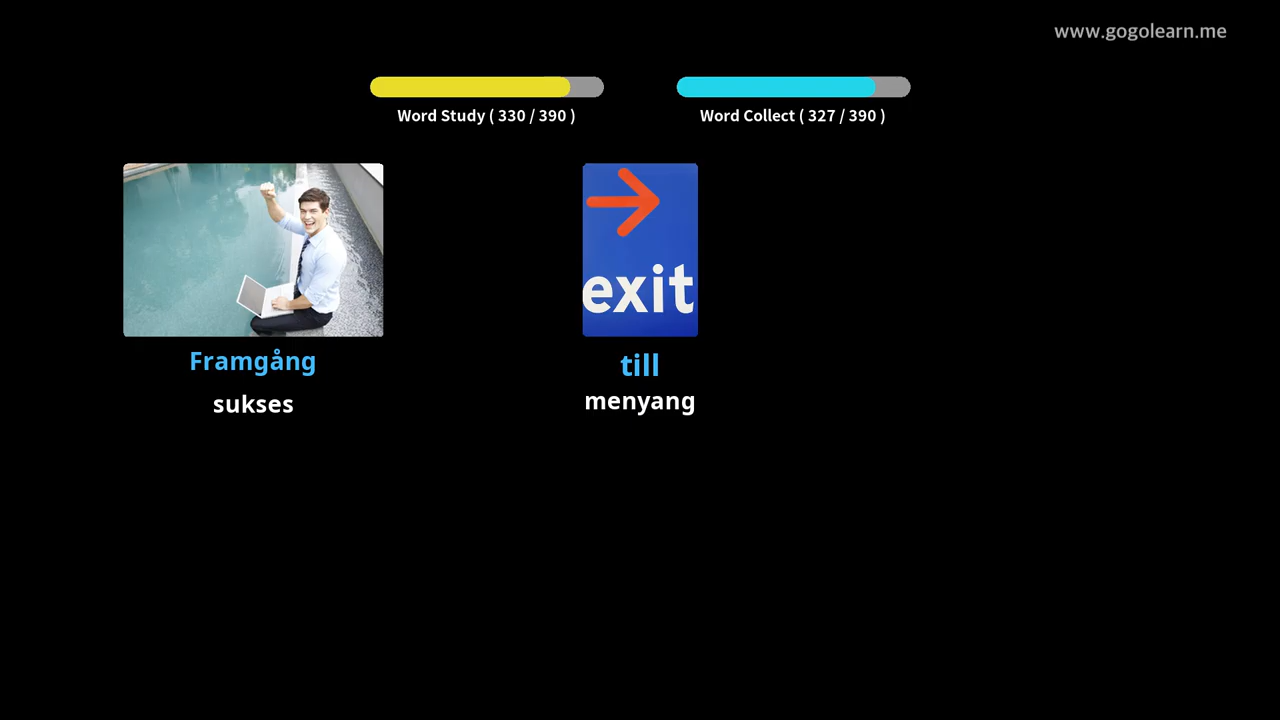 www.gogolearn.me
Word Study ( 330 / 390 )
Word Collect ( 327 / 390 )
exit
Framgång
till
sukses
menyang